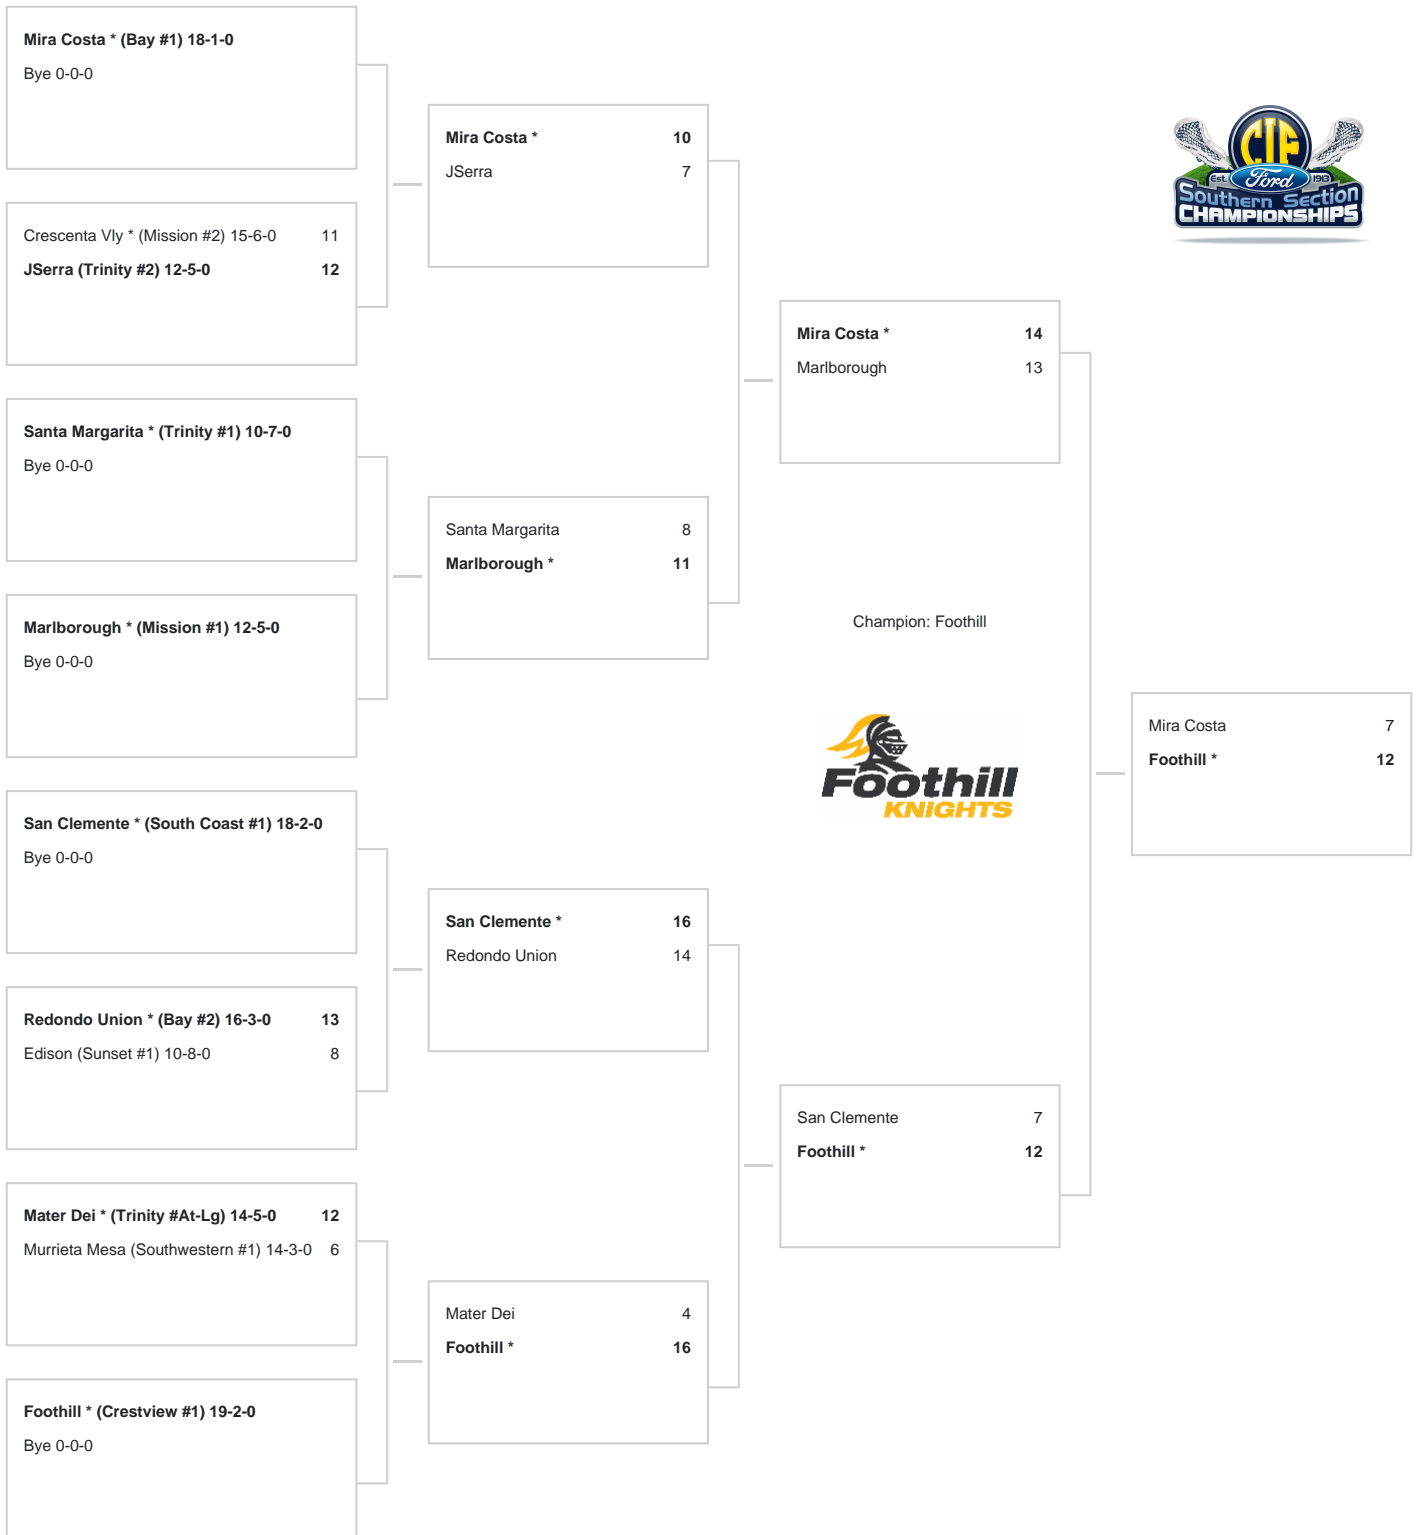 Mira Costa * (Bay #1) 18-1-0
Bye 0-0-0
Crescenta Vly * (Mission #2) 15-6-0 11
JSerra (Trinity #2) 12-5-0 12
Santa Margarita * (Trinity #1) 10-7-0
Bye 0-0-0
Marlborough * (Mission #1) 12-5-0
Bye 0-0-0
San Clemente * (South Coast #1) 18-2-0
Bye 0-0-0
Redondo Union * (Bay #2) 16-3-0 13
Edison (Sunset #1) 10-8-0 8
Mater Dei * (Trinity #At-Lg) 14-5-0 12
Murrieta Mesa (Southwestern #1) 14-3-0 6
Foothill * (Crestview #1) 19-2-0
Bye 0-0-0
Mira Costa * 10
JSerra 7
Santa Margarita 8
Marlborough * 11
San Clemente * 16
Redondo Union 14
Mater Dei 4
Foothill * 16
Mira Costa * 14
Marlborough 13
San Clemente 7
Foothill * 12
Mira Costa 7
Foothill * 12
Champion: Foothill
Foothill
KNIGHTS
CIF
Est. Ford 1913
Southern Section
CHAMPIONSHIPS